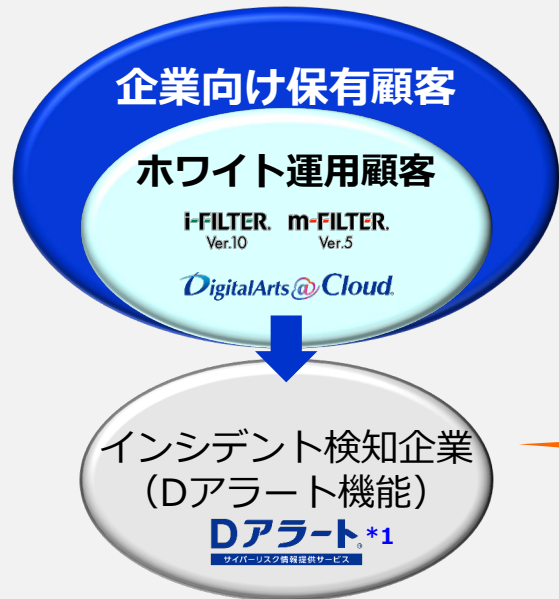 企業向け保有顧客
ホワイト運用顧客
i-FILTER. m-FILTER.
Ver.10 Ver.5
DigitalArts@Cloud.
インシデント検知企業
（Dアラート機能）
Dアラート *1
サイバーリスク情報提供サービス